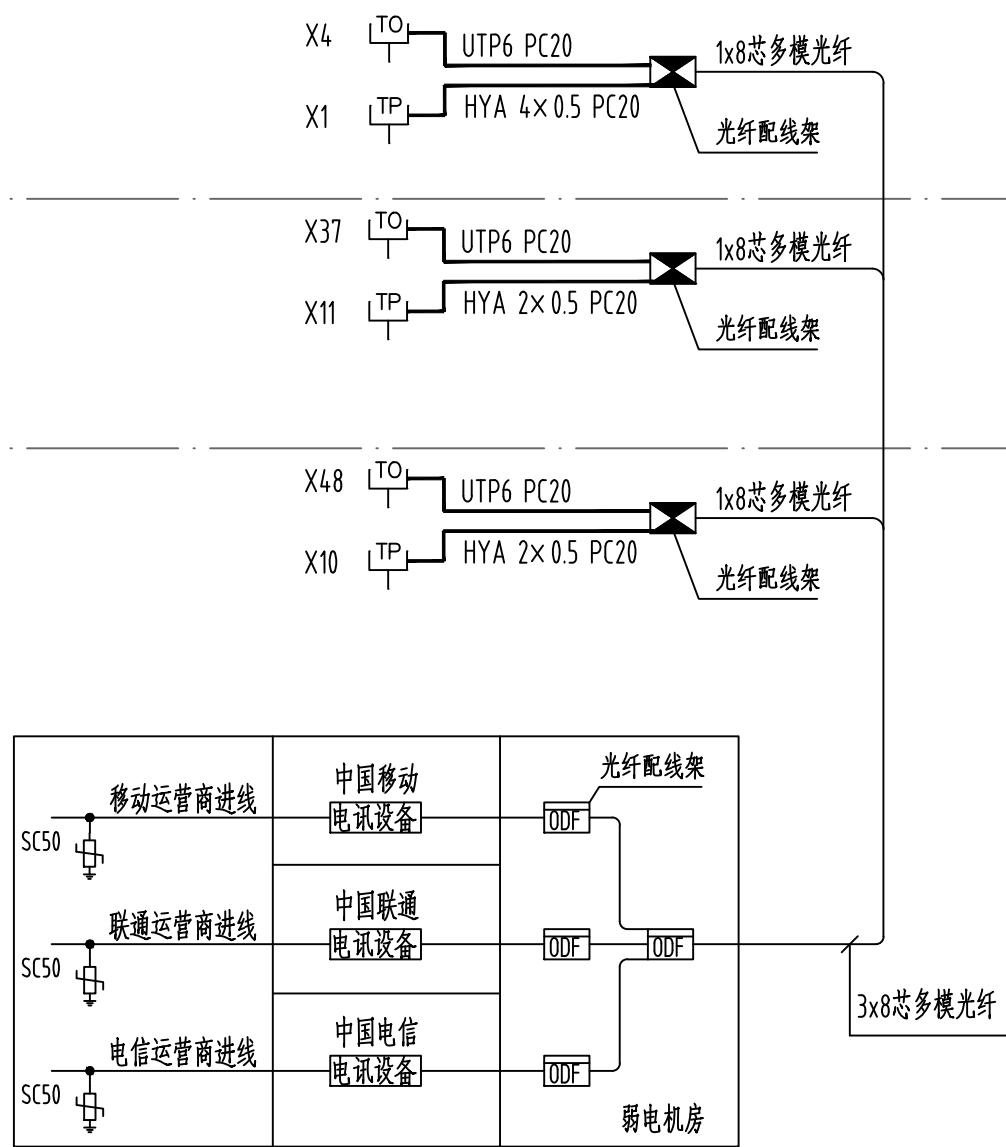 X4 TO UTP6 PC20 1x8芯多模光纤
X1 TP HYA 4×0.5 PC20 光纤配线架
X37 TO UTP6 PC20 1x8芯多模光纤
X11 TP HYA 2×0.5 PC20 光纤配线架
X48 TO UTP6 PC20 1x8芯多模光纤
X10 TP HYA 2×0.5 PC20 光纤配线架
中国移动 光纤配线架
移动运营商进线 电讯设备 ODF
SC50
中国联通
联通运营商进线 电讯设备 ODF ODF
SC50
3x8芯多模光纤
中国电信
电信运营商进线 电讯设备 ODF
SC50
弱电机房